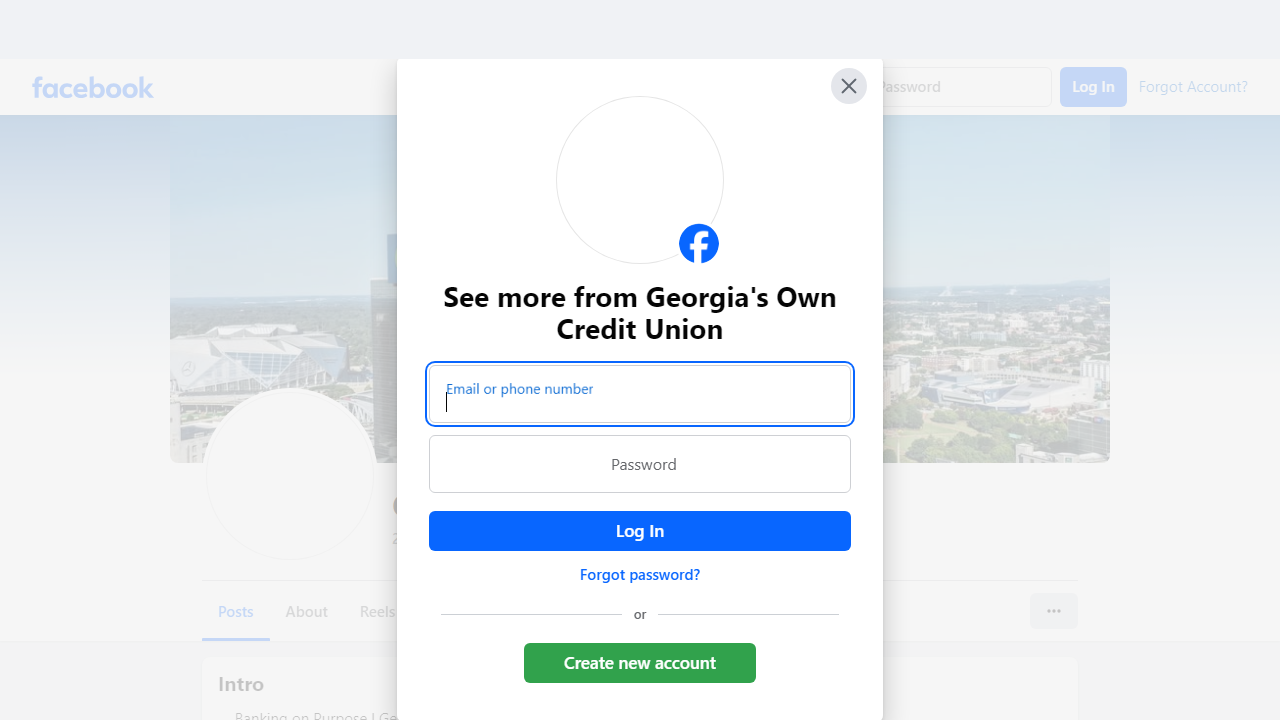 facebook
Password
Log In
Forgot Account?
See more from Georgia's Own
Credit Union
Email or phone number
Password
Log In
Forgot password?
or
Create new account
Posts
About
Reels
Intro
Banking on Purpose | Ge